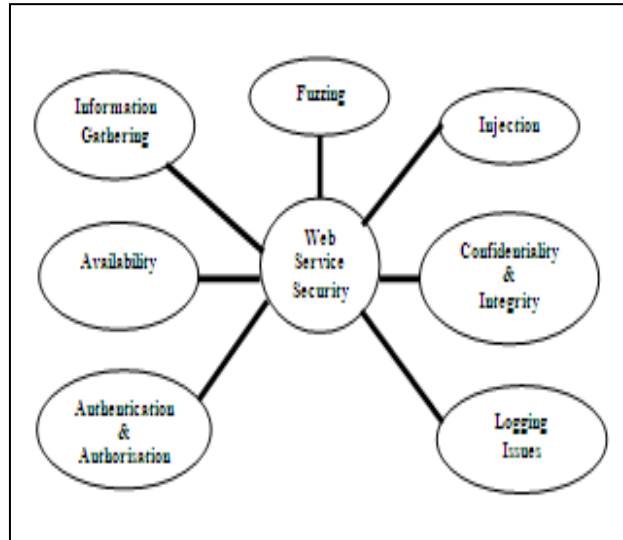 Fuzzing
Information
Gathering
Injection
Web
Service
Security
Availability
Confidentiality
&
Integrity
Authentication
&
Authorisation
Logging
Issues